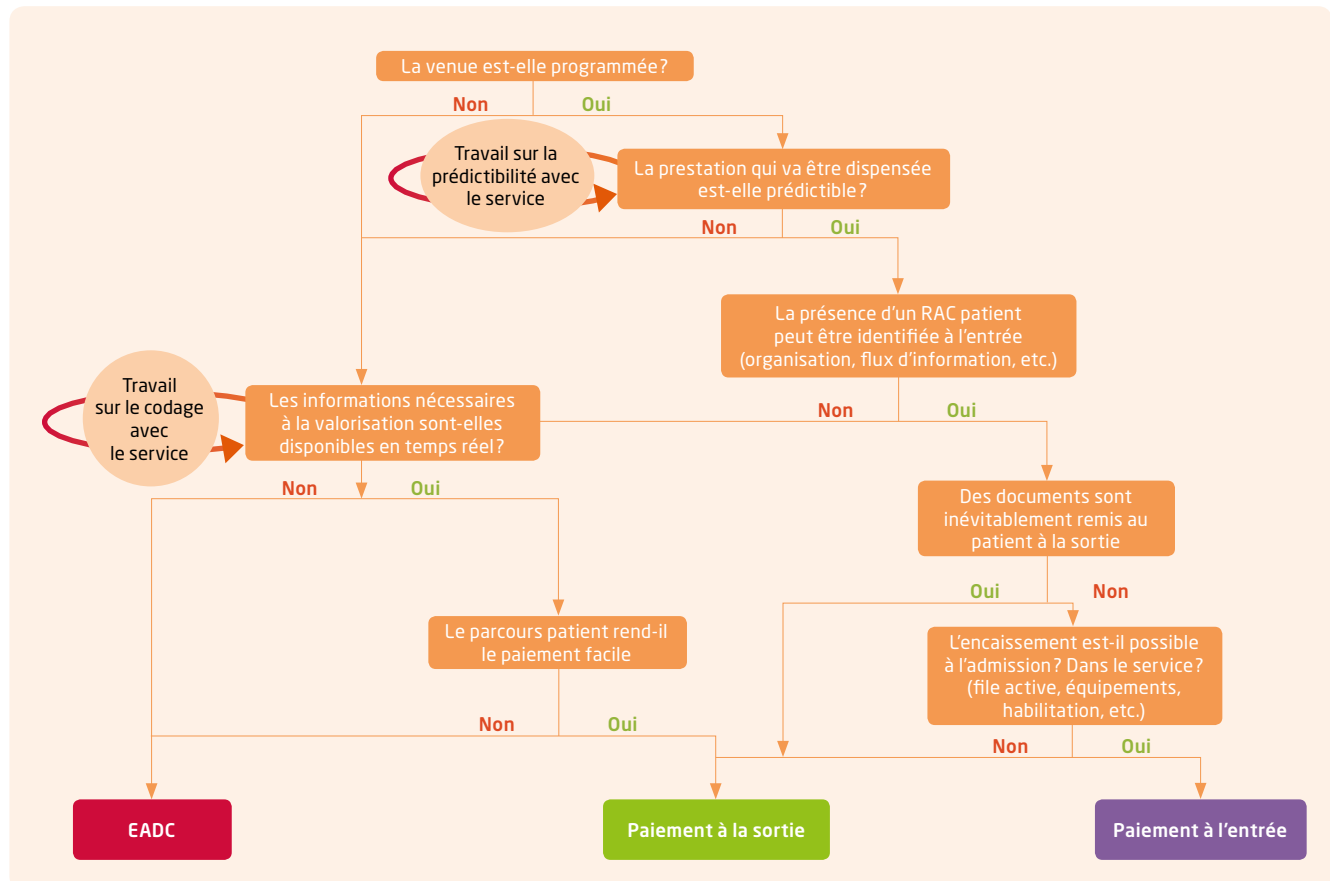 La venue est-elle programmée ?
Non
Oui
Travail sur la
prédictibilité avec
le service
La prestation qui va être dispensée
est-elle prédictible ?
Non
Oui
La présence d'un RAC patient
peut être identifiée à l'entrée
(organisation, flux d'information, etc.)
Travail
sur le codage
avec
le service
Les informations nécessaires
à la valorisation sont-elles
disponibles en temps réel ?
Non
Oui
Non
Oui
Des documents sont
inévitablement remis au
patient à la sortie
Oui
Non
Le parcours patient rend-il
le paiement facile
L'encaissement est-il possible
à l'admission ? Dans le service ?
(file active, équipements,
habilitation, etc.)
Non
Oui
Non
Oui
EADC
Paiement à la sortie
Paiement à l'entrée